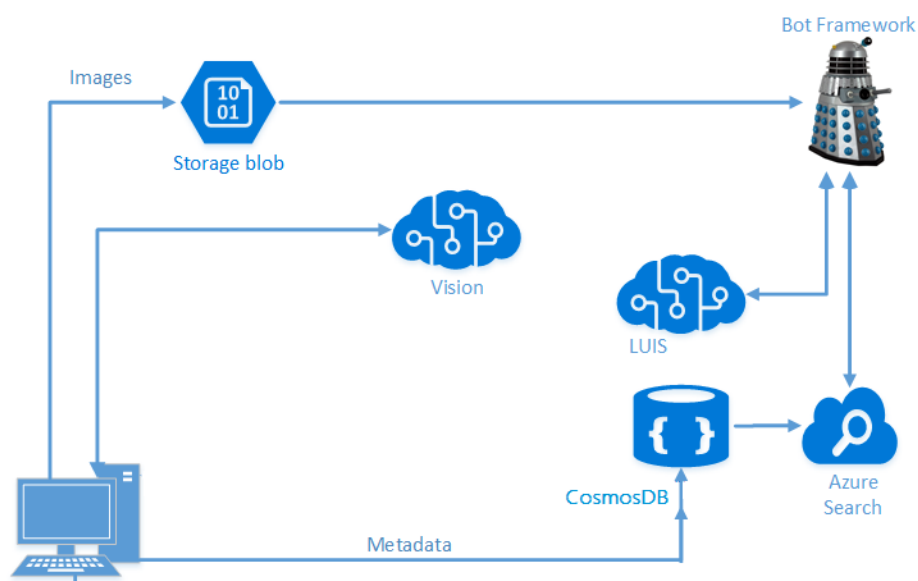 Bot Framework
Images
10
01
Storage blob
Vision
LUIS
{ }
CosmosDB
Azure
Search
Metadata